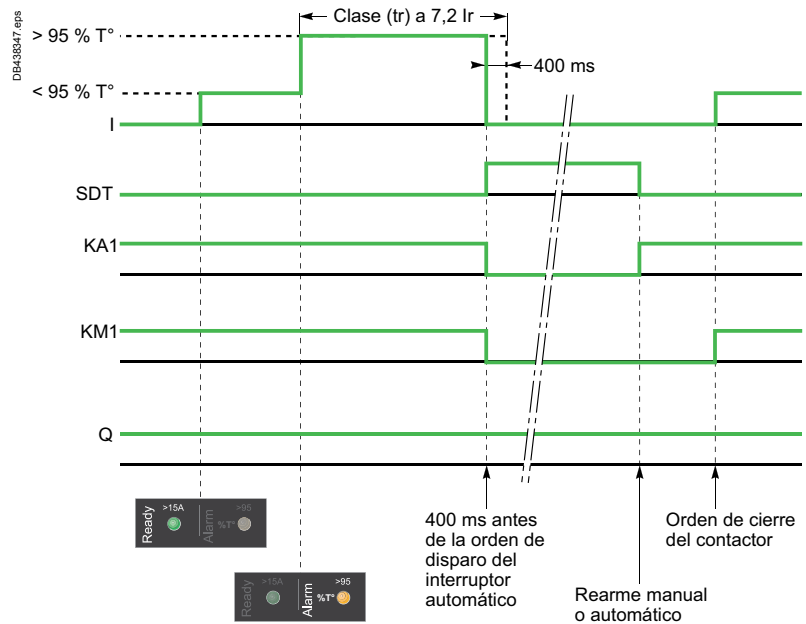 DB438347.eps
Clase (tr) a 7,2 Ir
> 95 % T°
400 ms
< 95 % T°
I
SDT
KA1
KM1
Q
Ready
>15A
Alarm
>95
%T°
Ready
>15A
Alarm
>95
%T°
400 ms antes
de la orden de
disparo del
interruptor
automático
Rearme manual
o automático
Orden de cierre
del contactor